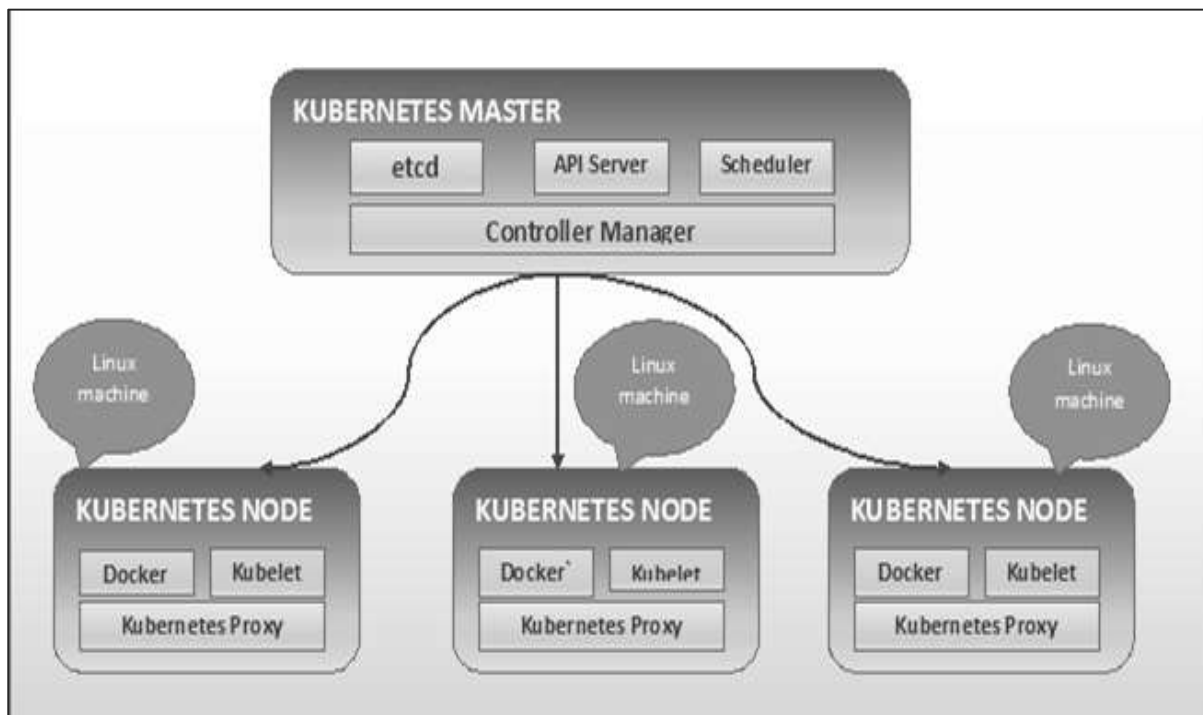 KUBERNETES MASTER
etcd
API Server
Scheduler
Controller Manager
Linux
machine
Linux
machine
Linux
machine
KUBERNETES NODE
Docker
Kubelet
Kubernetes Proxy
KUBERNETES NODE
Docker`
Kubelet
Kubernetes Proxy
KUBERNETES NODE
Docker
Kubelet
Kubernetes Proxy